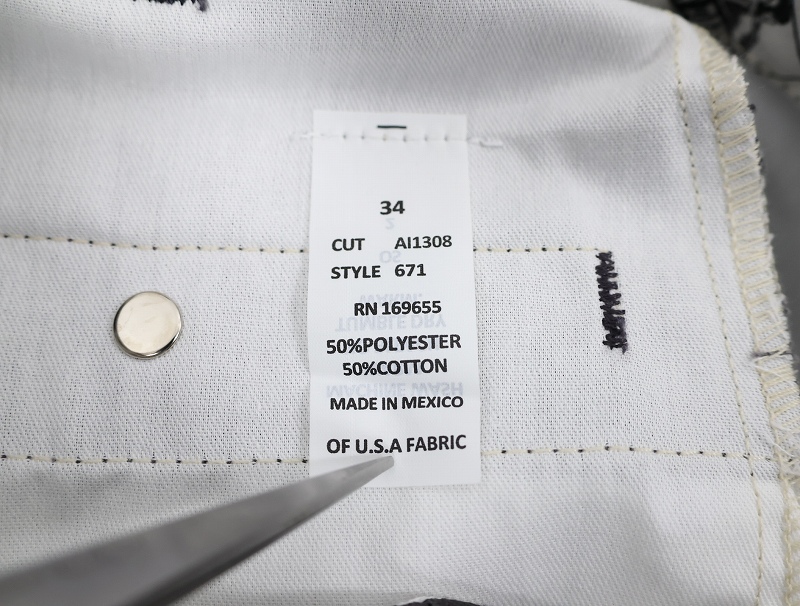 34
CUT AI1308
STYLE 671
RN 169655
50%POLYESTER
50%COTTON
MADE IN MEXICO
OF U.S.A FABRIC